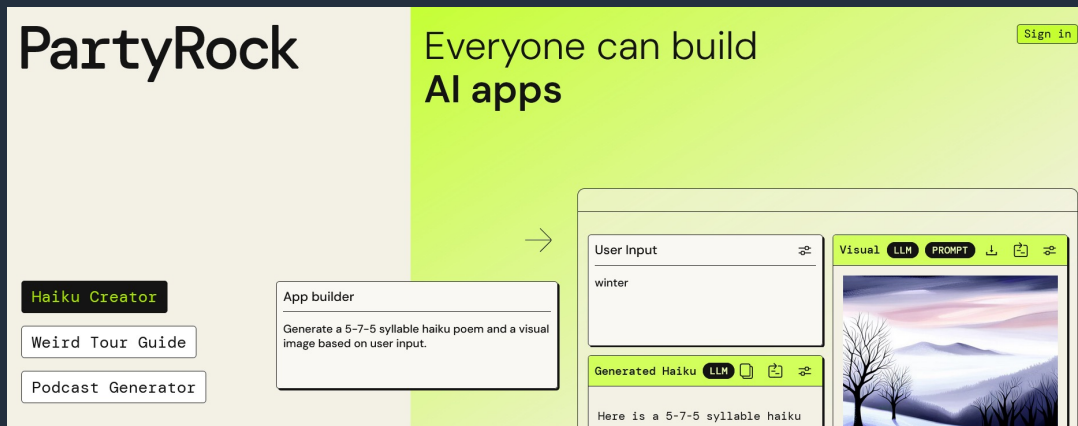 PartyRock
Everyone can build
AI apps
Sign in
Haiku Creator
Weird Tour Guide
Podcast Generator
App builder
Generate a 5-7-5 syllable haiku poem and a visual
image based on user input.
User Input
winter
Generated Haiku LLM
Here is a 5-7-5 syllable haiku
Visual LLM PROMPT